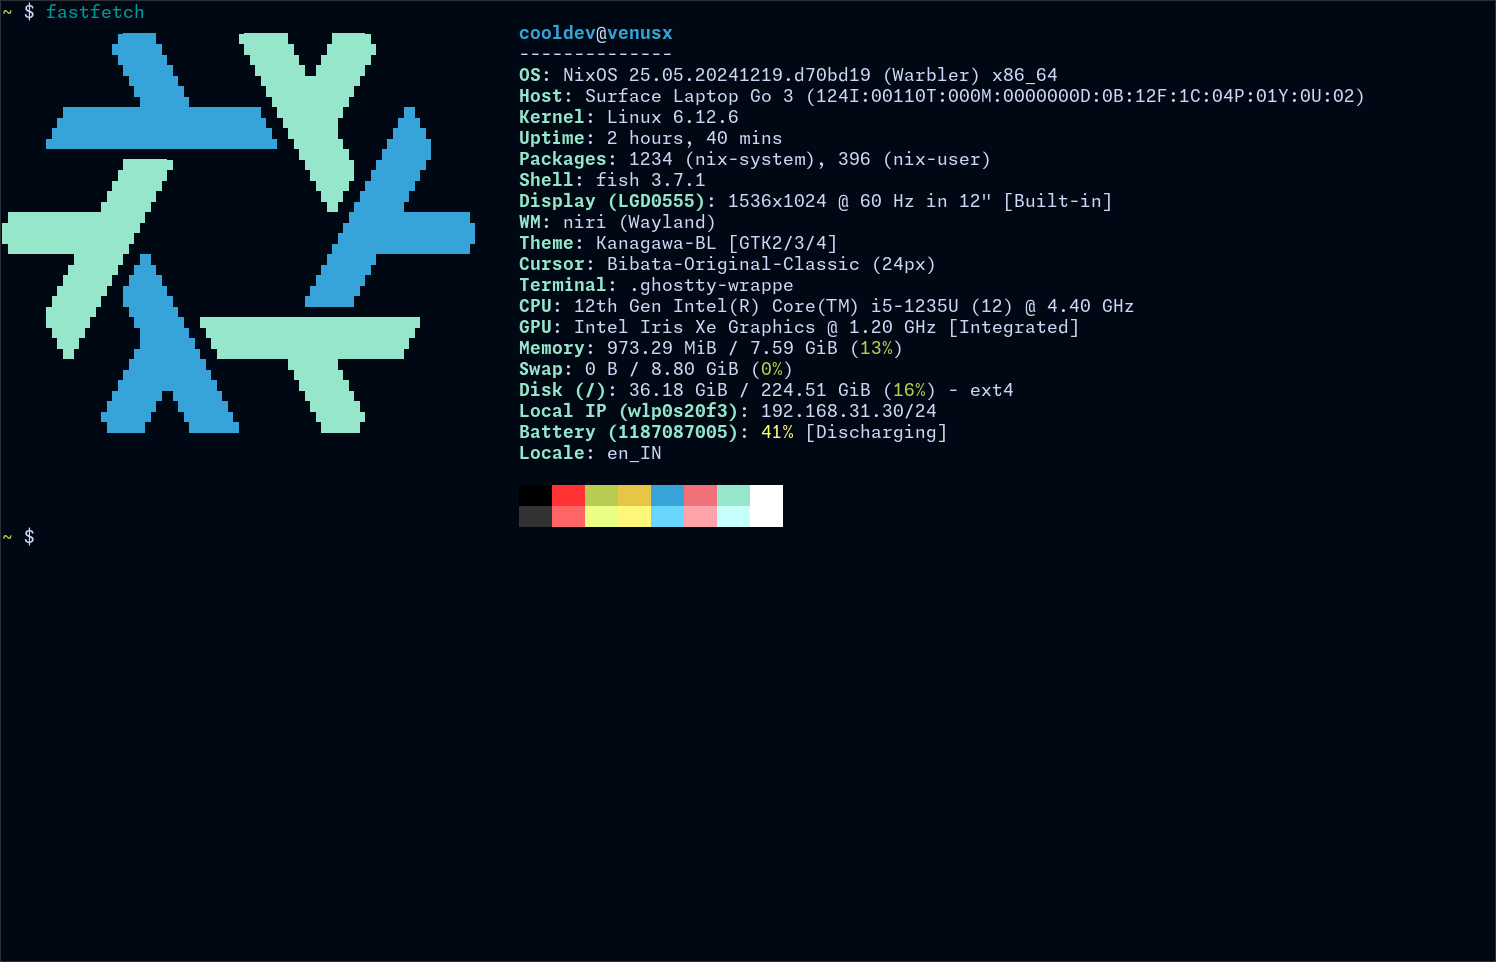 ~ $ fastfetch
cooldev@venusx
--------------
OS: NixOS 25.05.20241219.d70bd19 (Warbler) x86_64
Host: Surface Laptop Go 3 (124I:00110T:000M:0000000D:0B:12F:1C:04P:01Y:0U:02)
Kernel: Linux 6.12.6
Uptime: 2 hours, 40 mins
Packages: 1234 (nix-system), 396 (nix-user)
Shell: fish 3.7.1
Display (LGD0555): 1536x1024 @ 60 Hz in 12" [Built-in]
WM: niri (Wayland)
Theme: Kanagawa-BL [GTK2/3/4]
Cursor: Bibata-Original-Classic (24px)
Terminal: .ghostty-wrappe
CPU: 12th Gen Intel(R) Core(TM) i5-1235U (12) @ 4.40 GHz
GPU: Intel Iris Xe Graphics @ 1.20 GHz [Integrated]
Memory: 973.29 MiB / 7.59 GiB (13%)
Swap: 0 B / 8.80 GiB (0%)
Disk (/): 36.18 GiB / 224.51 GiB (16%) - ext4
Local IP (wlp0s20f3): 192.168.31.30/24
Battery (1187087005): 41% [Discharging]
Locale: en_IN
~ $